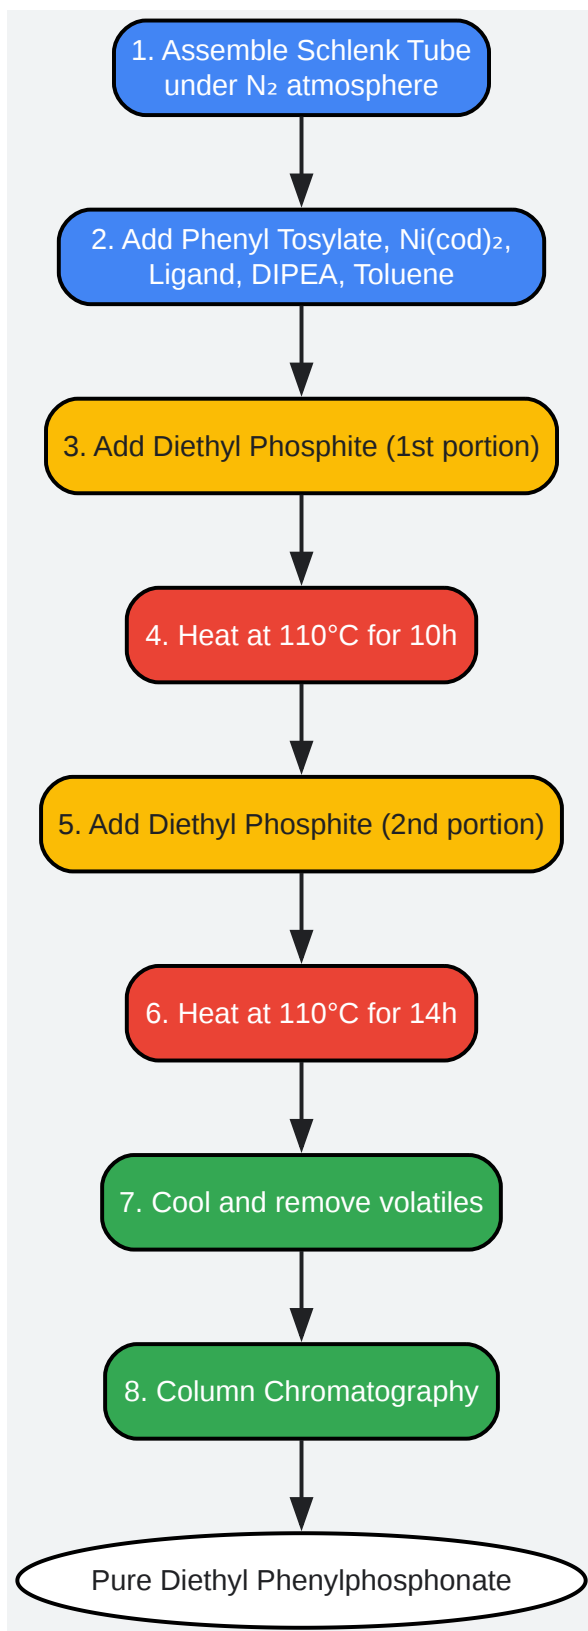 1. Assemble Schlenk Tube
under N₂ atmosphere
2. Add Phenyl Tosylate, Ni(cod)₂,
Ligand, DIPEA, Toluene
3. Add Diethyl Phosphite (1st portion)
4. Heat at 110°C for 10h
5. Add Diethyl Phosphite (2nd portion)
6. Heat at 110°C for 14h
7. Cool and remove volatiles
8. Column Chromatography
Pure Diethyl Phenylphosphonate